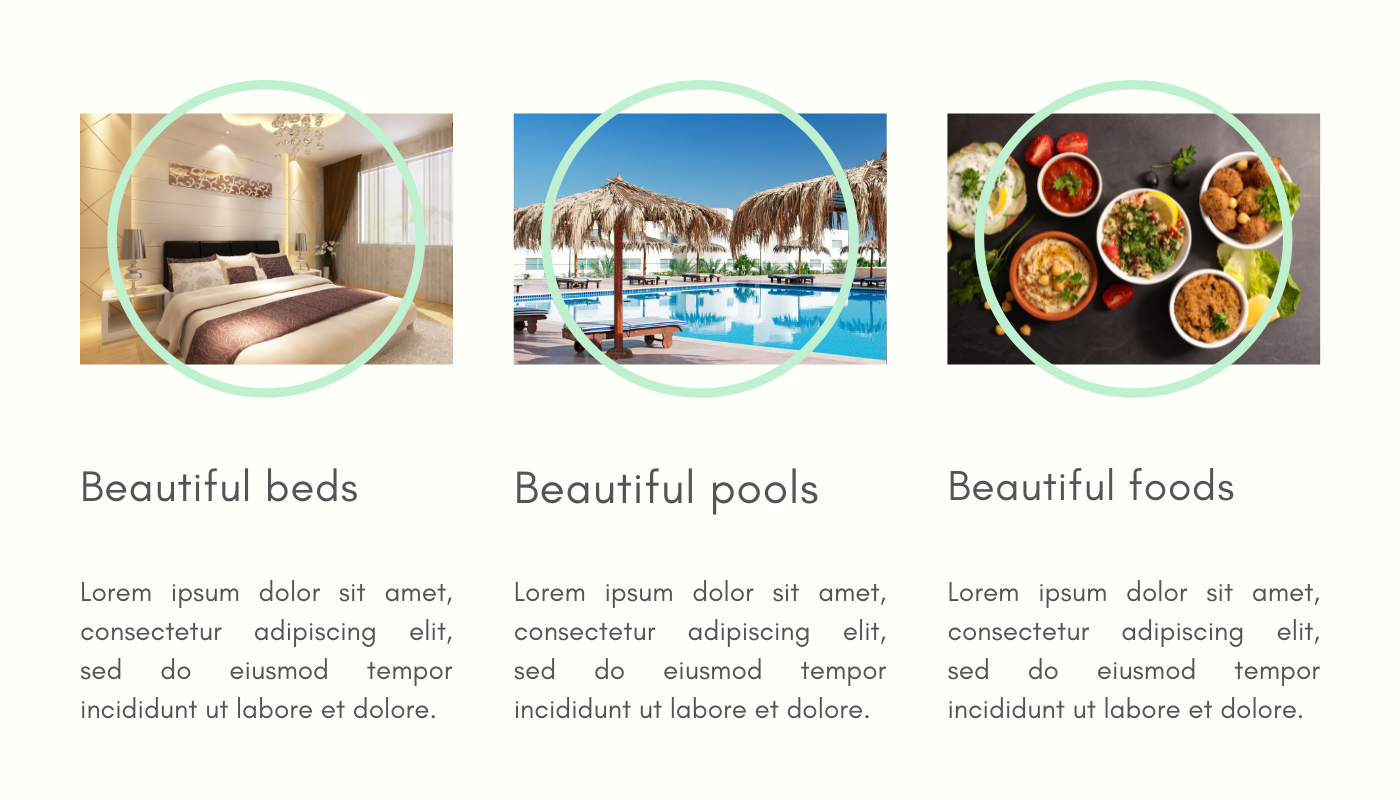 Beautiful beds
Lorem ipsum dolor sit amet,
consectetur adipiscing elit,
sed do eiusmod tempor
incididunt ut labore et dolore.
Beautiful pools
Lorem ipsum dolor sit amet,
consectetur adipiscing elit,
sed do eiusmod tempor
incididunt ut labore et dolore.
Beautiful foods
Lorem ipsum dolor sit amet,
consectetur adipiscing elit,
sed do eiusmod tempor
incididunt ut labore et dolore.